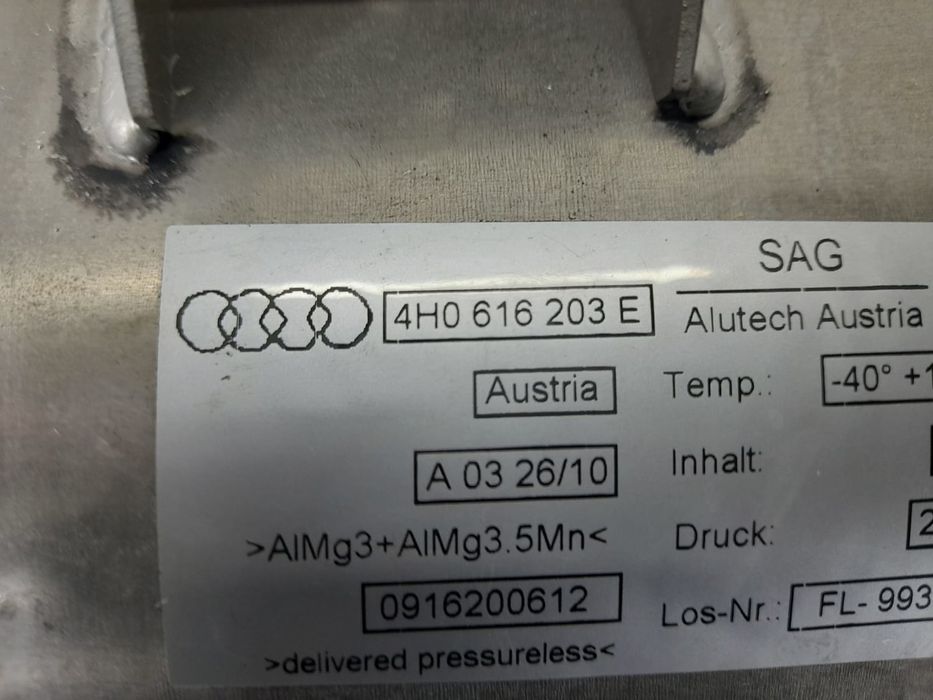 4H0 616 203 E
SAG
Alutech Austria
Austria
Temp.: -40° +1
A 03 26/10
Inhalt:
>AlMg3+AlMg3.5Mn<
Druck: 2
0916200612
Los-Nr.: FL- 993
>delivered pressureless<